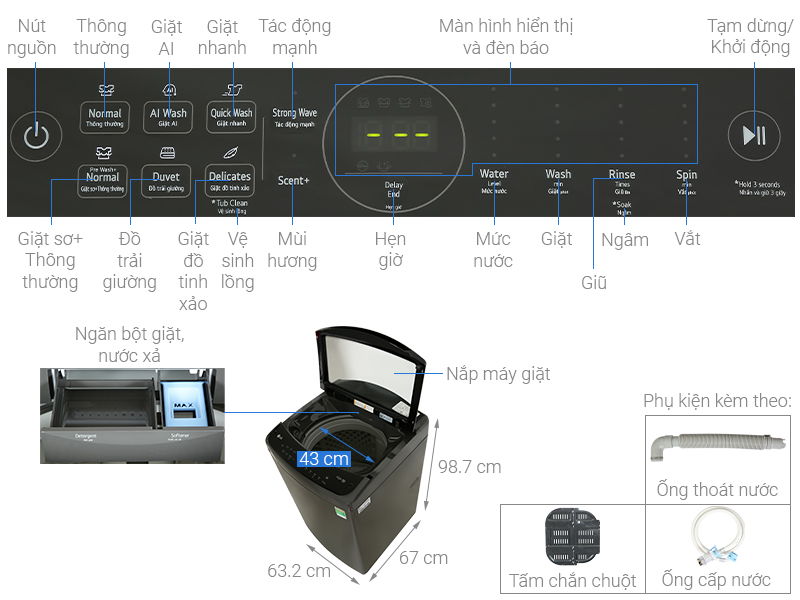 Nút
nguồn
Thông
thường
Giặt
AI
Giặt
nhanh
Tác động
mạnh
Màn hình hiển thị
và đèn báo
Tạm dừng/
Khởi động
Normal
Thông thường
AI Wash
Giặt AI
Quick Wash
Giặt nhanh
Strong Wave
Tác động mạnh
Pre Wash+
Normal
Giặt sơ+Thông thường
Duvet
Đồ trải giường
Delicates
Giặt đồ tinh xảo
*Tub Clean
Vệ sinh lồng
Scent+
Delay
End
Hẹn giờ
Water
Level
Mức nước
Wash
min
Giặt phút
Rinse
Times
Giũ lần
*Soak
Ngâm
Spin
min
Vắt phút
*Hold 3 seconds
Nhấn và giữ 3 giây
Giặt sơ+
Thông
thường
Đồ
trải
giường
Giặt
đồ
tinh
xảo
Vệ
sinh
lồng
Mùi
hương
Hẹn
giờ
Mức
nước
Giặt
Giũ
Ngâm
Vắt
Ngăn bột giặt,
nước xả
MAX
Detergent
Softener
Nắp máy giặt
43 cm
98.7 cm
67 cm
63.2 cm
Phụ kiện kèm theo:
Ống thoát nước
Tấm chắn chuột
Ống cấp nước